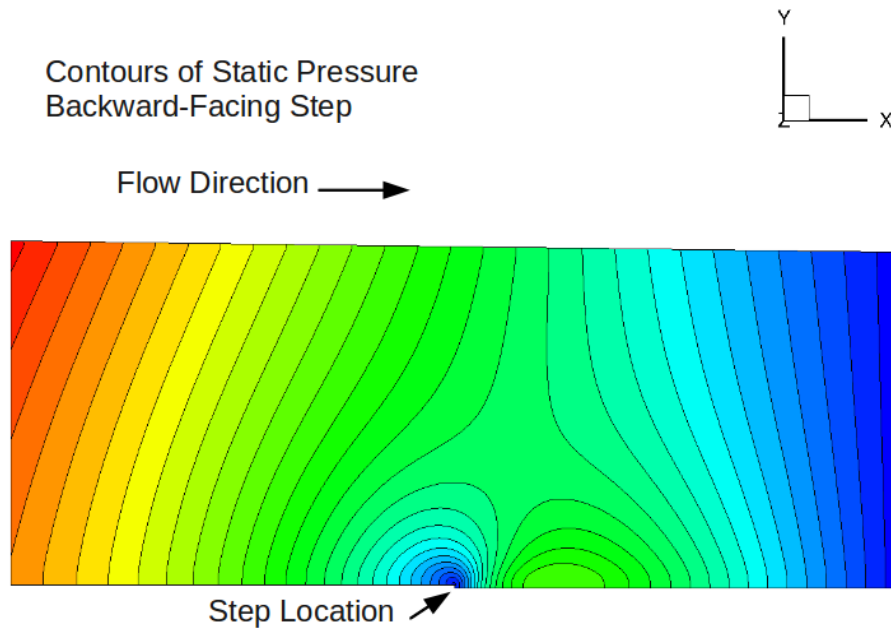 Y
Contours of Static Pressure
Backward-Facing Step
Z X
Flow Direction
Step Location